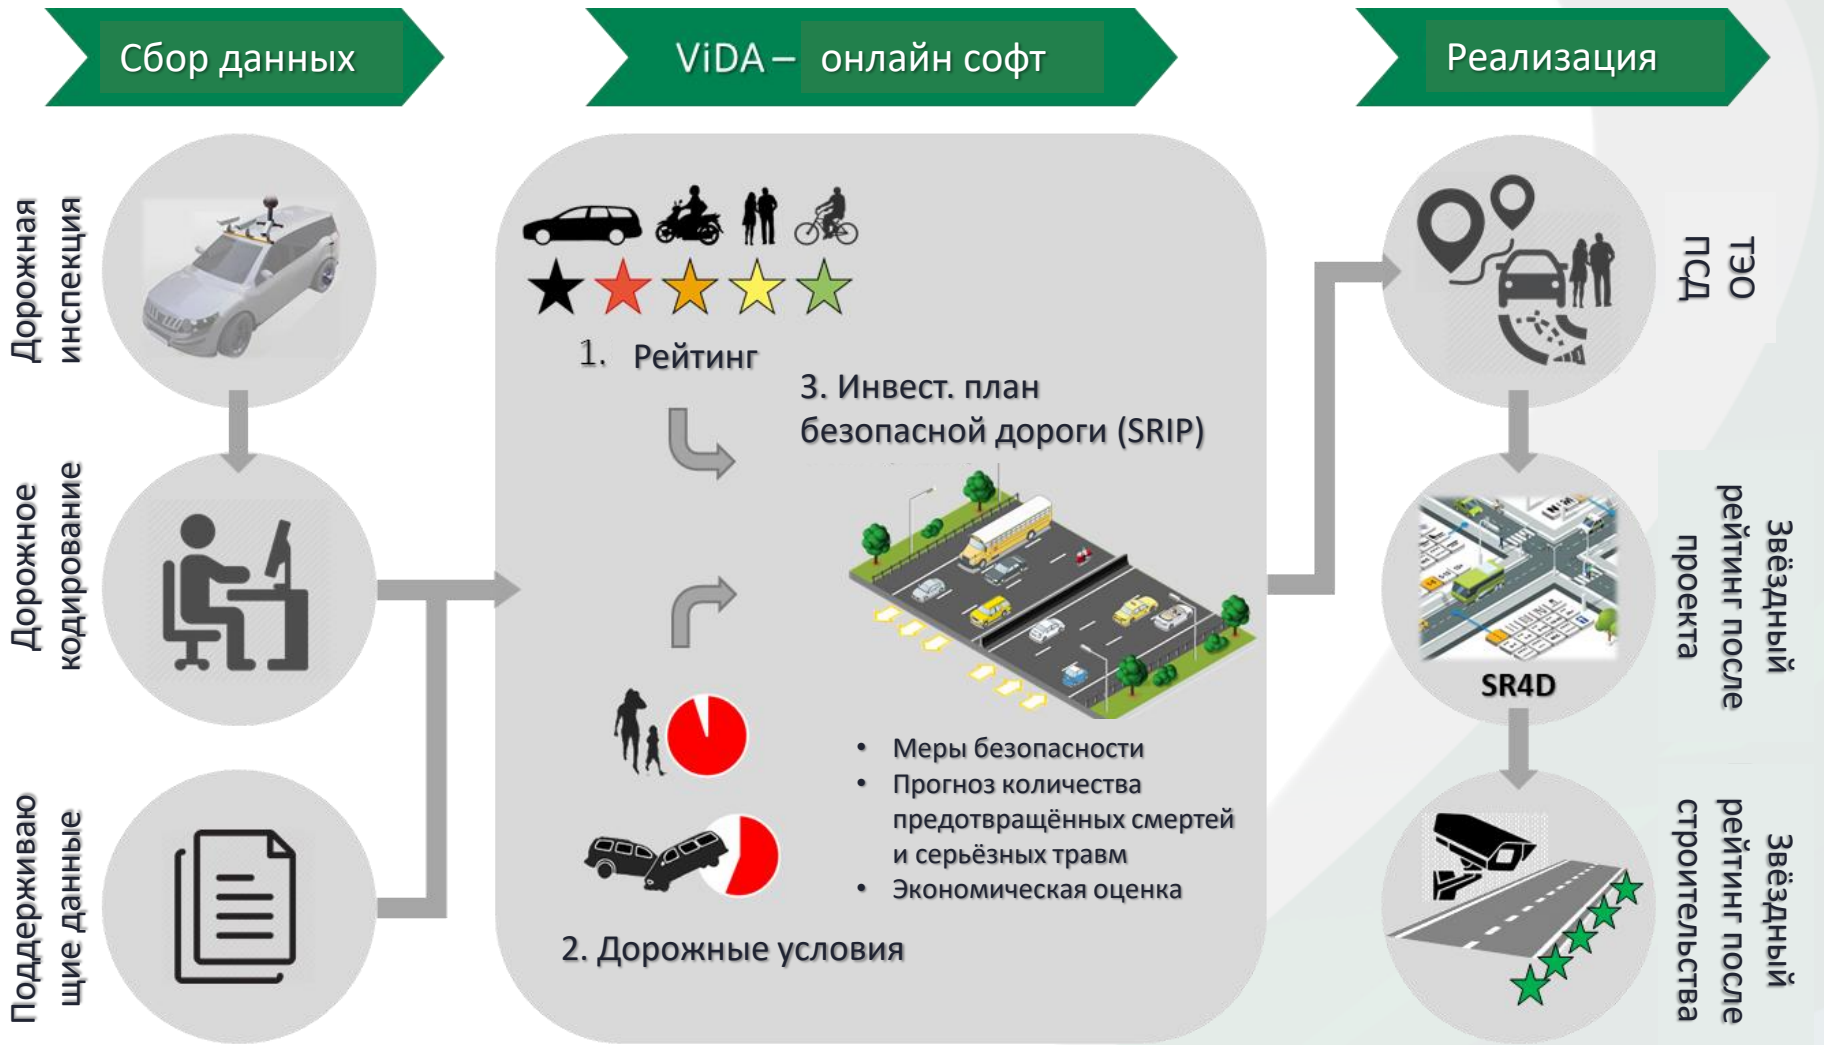 Сбор данных
ViDA – онлайн софт
Реализация
Дорожная
инспекция
Дорожное
кодирование
Поддерживаю
щие данные
1. Рейтинг
3. Инвест. план
безопасной дороги (SRIP)
• Меры безопасности
• Прогноз количества
предотвращённых смертей
и серьёзных травм
• Экономическая оценка
2. Дорожные условия
ТЭО
ПСД
SR4D
Звёздный
рейтинг после
проекта
Звёздный
рейтинг после
строительства